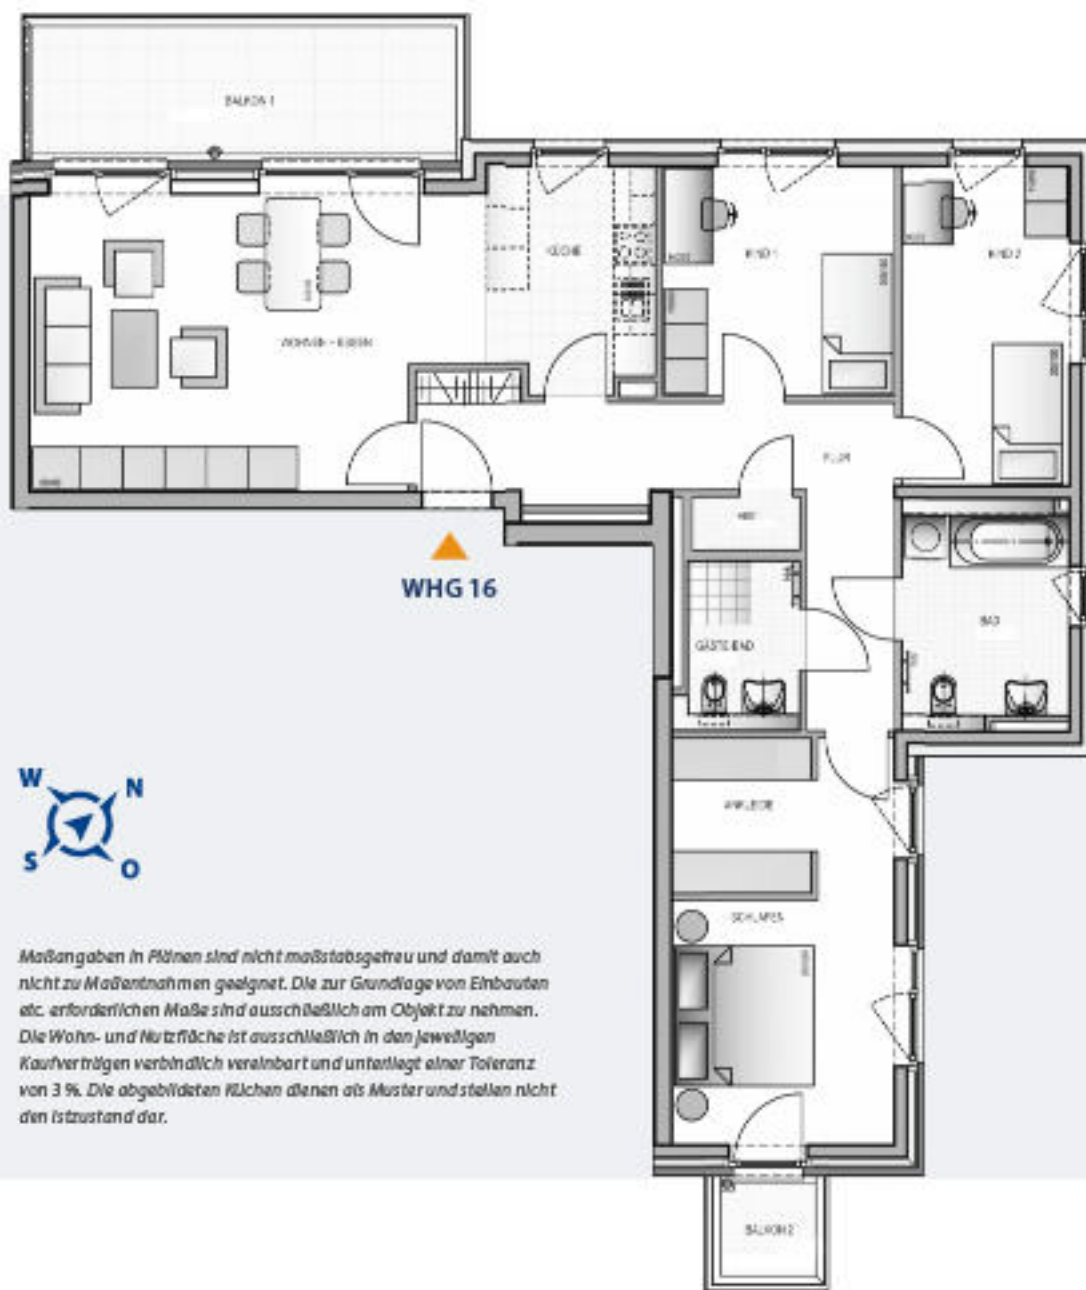 BALKON 1
KÜCHE
KIND 1
KIND 2
WOHNEN - ESSEN
FLUR
WHG 16
GÄSTE BAD
BAD
W
N
S
O
ANKLEIDE
SCHLAFEN
Maßangaben in Plänen sind nicht maßstabsgetreu und damit auch
nicht zu Maßentnahmen geeignet. Die zur Grundlage von Einbauten
etc. erforderlichen Maße sind ausschließlich am Objekt zu nehmen.
Die Wohn- und Nutzfläche ist ausschließlich in den jeweiligen
Kaufverträgen verbindlich vereinbart und unterliegt einer Toleranz
von 3 %. Die abgebildeten Küchen dienen als Muster und stellen nicht
den Istzustand dar.
BALKON 2